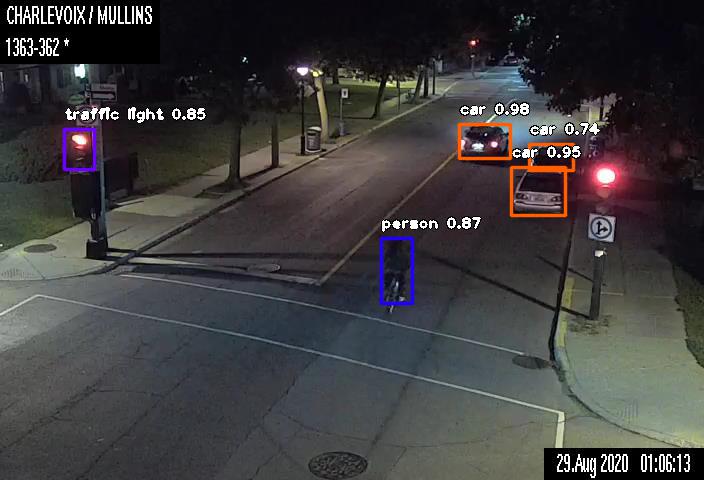 CHARLEVOIX / MULLINS
1363-362 *
traffic light 0.85
car 0.98
car 0.74
car 0.95
person 0.87
29.Aug 2020 01:06:13